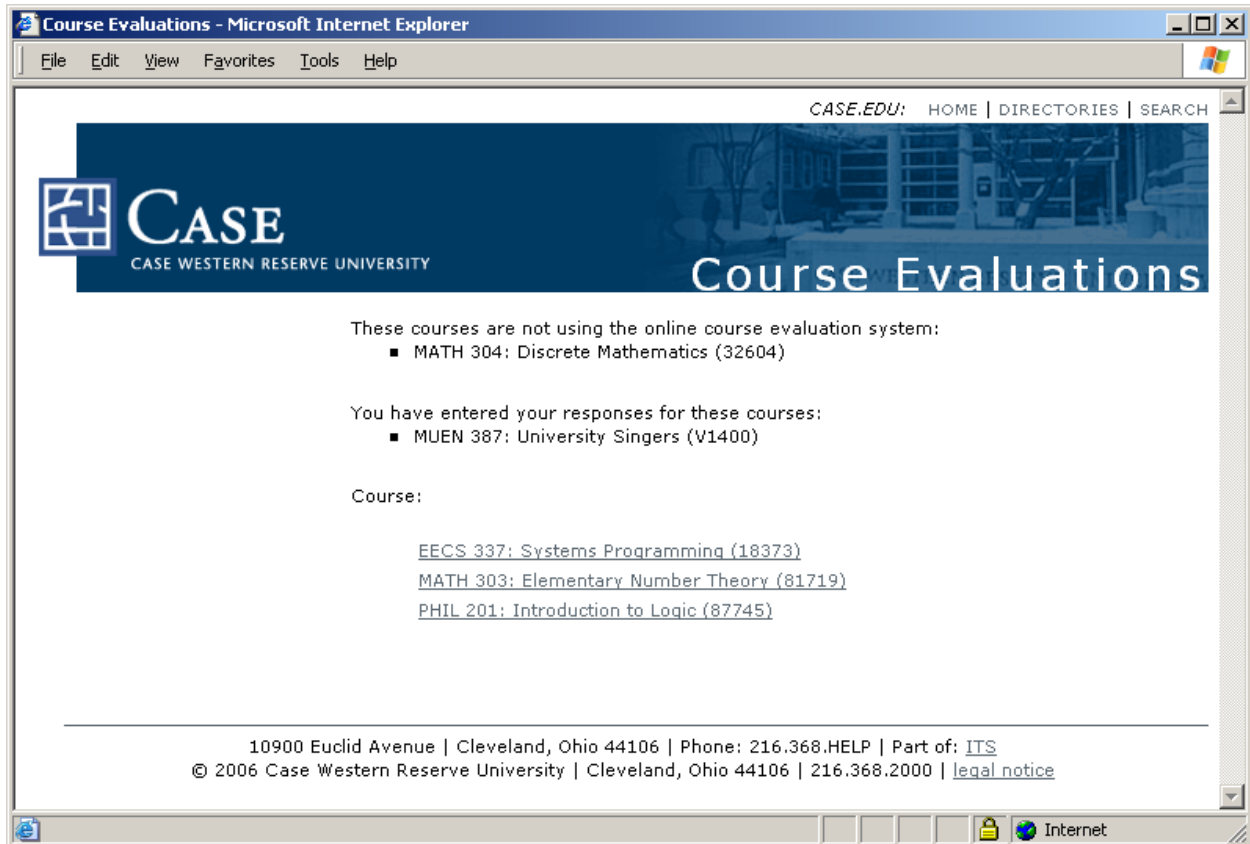 Course Evaluations - Microsoft Internet Explorer
File Edit View Favorites Tools Help
CASE.EDU: HOME | DIRECTORIES | SEARCH
CASE
CASE WESTERN RESERVE UNIVERSITY
Course Evaluations
These courses are not using the online course evaluation system:
■ MATH 304: Discrete Mathematics (32604)
You have entered your responses for these courses:
■ MUEN 387: University Singers (V1400)
Course:
EECS 337: Systems Programming (18373)
MATH 303: Elementary Number Theory (81719)
PHIL 201: Introduction to Logic (87745)
10900 Euclid Avenue | Cleveland, Ohio 44106 | Phone: 216.368.HELP | Part of: ITS
© 2006 Case Western Reserve University | Cleveland, Ohio 44106 | 216.368.2000 | legal notice
Internet